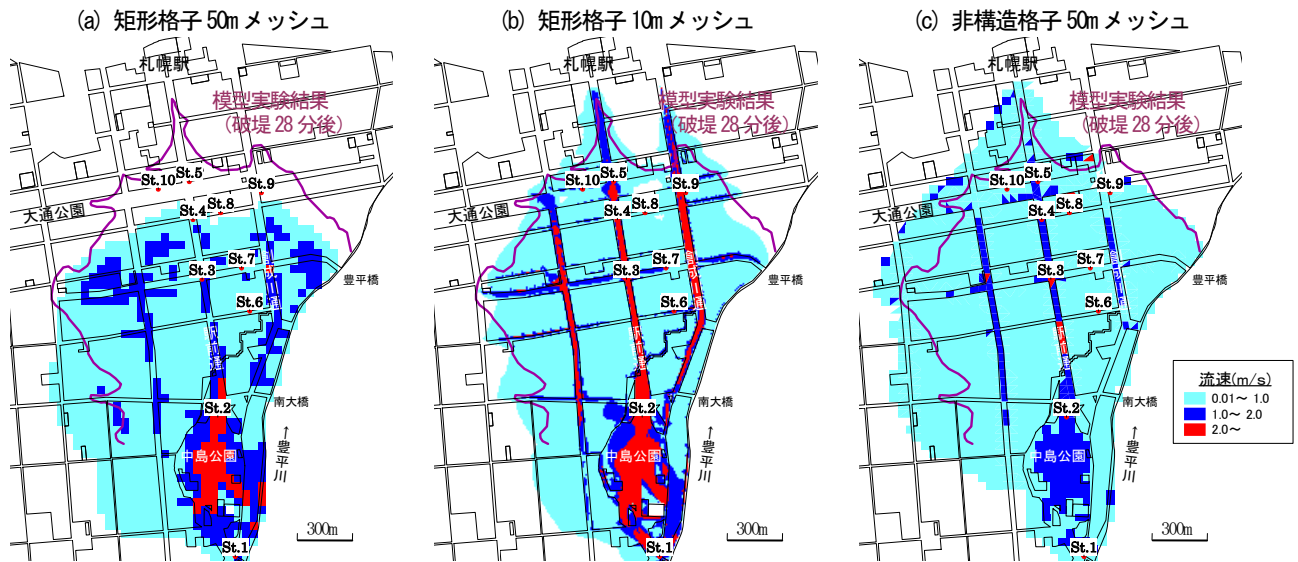 (a) 矩形格子 50m メッシュ
札幌駅
模型実験結果
（破堤 28 分後）
St.10
St.5
St.9
大通公園
St.4
St.8
St.7
St.3
豊平橋
St.6
南大橋
St.2
↑豊平川
中島公園
300m
St.1
(b) 矩形格子 10m メッシュ
札幌駅
模型実験結果
（破堤 28 分後）
St.10
St.5
St.9
大通公園
St.4
St.8
St.7
St.3
豊平橋
St.6
南大橋
St.2
↑豊平川
中島公園
300m
St.1
(c) 非構造格子 50m メッシュ
札幌駅
模型実験結果
（破堤 28 分後）
St.10
St.5
St.9
大通公園
St.4
St.8
St.7
St.3
豊平橋
St.6
南大橋
St.2
↑豊平川
中島公園
300m
St.1
流速(m/s)
0.01～ 1.0
1.0～ 2.0
2.0～